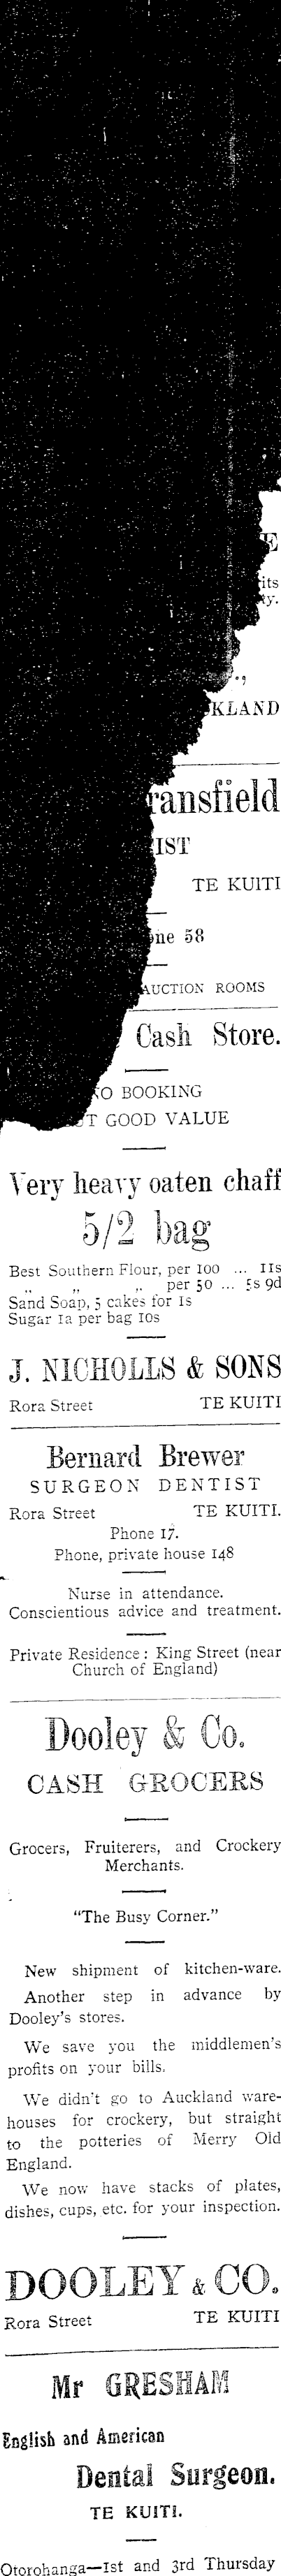 E
its
y.
KLAND
ansfield
IST
TE KUITI
ne 58
AUCTION ROOMS
Cash Store.
O BOOKING
T GOOD VALUE
Very heavy oaten chaff
5/2 bag
Best Southern Flour, per 100 ... 11s
,, ,, ,, per 50 ... 5s 9d
Sand Soap, 5 cakes for 1s
Sugar 1a per bag 10s
J. NICHOLLS & SONS
Rora Street TE KUITI
Bernard Brewer
SURGEON DENTIST
Rora Street TE KUITI.
Phone 17.
Phone, private house 148
Nurse in attendance.
Conscientious advice and treatment.
Private Residence: King Street (near
Church of England)
Dooley & Co.
CASH GROCERS
Grocers, Fruiterers, and Crockery
Merchants.
"The Busy Corner."
New shipment of kitchen-ware.
Another step in advance by
Dooley's stores.
We save you the middlemen's
profits on your bills.
We didn't go to Auckland ware-
houses for crockery, but straight
to the potteries of Merry Old
England.
We now have stacks of plates,
dishes, cups, etc. for your inspection.
DOOLEY & CO.
Rora Street TE KUITI
Mr GRESHAM
English and American
Dental Surgeon.
TE KUITI.
Otorohanga—1st and 3rd Thursday